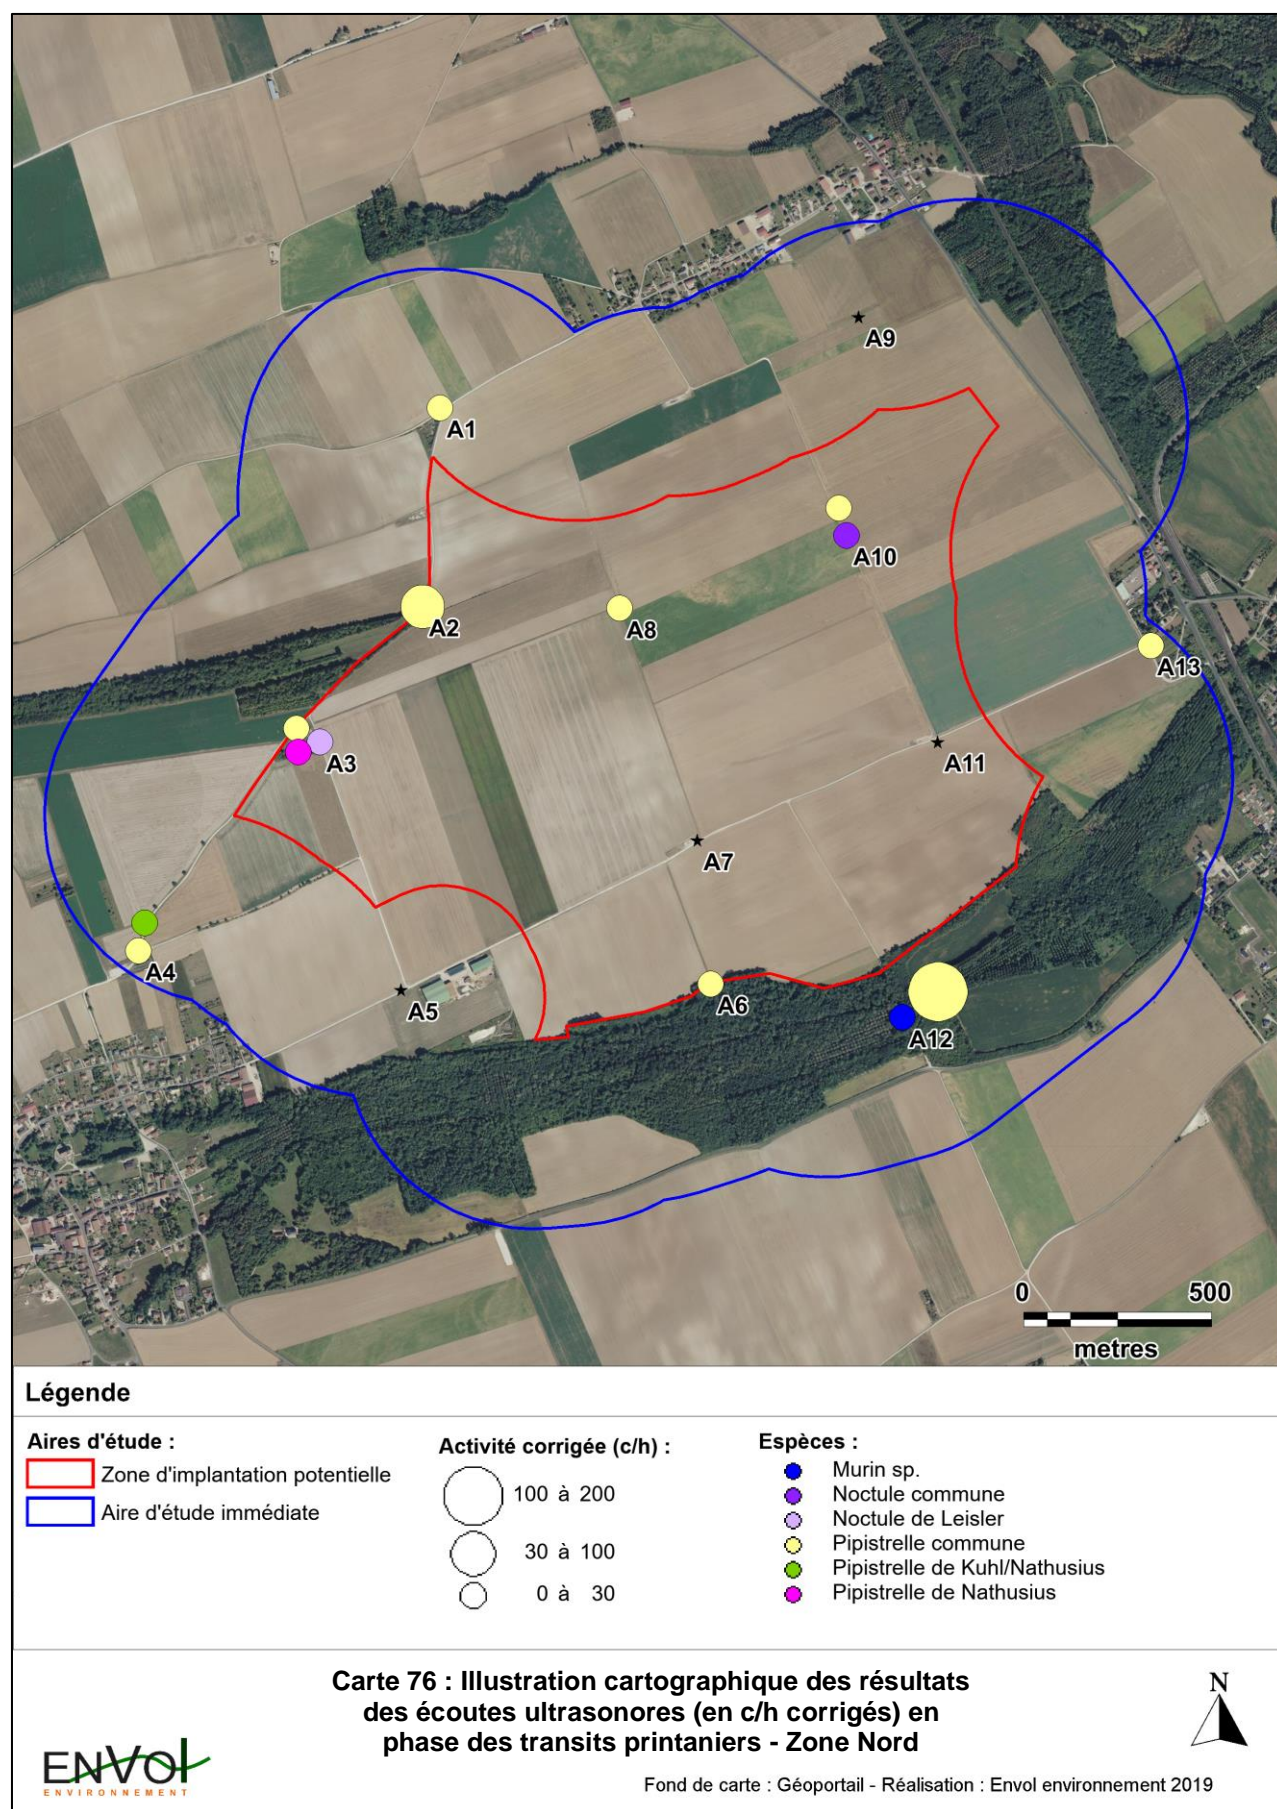 A9
A1
A10
A2
A8
A13
A3
A11
A7
A4
A5
A6
A12
0 500
metres
Légende
Aires d'étude :
Zone d'implantation potentielle
Aire d'étude immédiate
Activité corrigée (c/h) :
100 à 200
30 à 100
0 à 30
Espèces :
Murin sp.
Noctule commune
Noctule de Leisler
Pipistrelle commune
Pipistrelle de Kuhl/Nathusius
Pipistrelle de Nathusius
Carte 76 : Illustration cartographique des résultats
des écoutes ultrasonores (en c/h corrigés) en
phase des transits printaniers - Zone Nord
N
ENVOl
ENVIRONNEMENT
Fond de carte : Géoportail - Réalisation : Envol environnement 2019